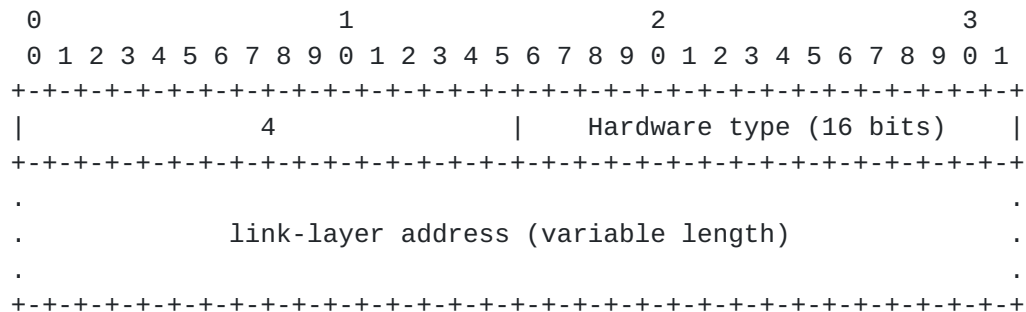 0                   1                   2                   3
 0 1 2 3 4 5 6 7 8 9 0 1 2 3 4 5 6 7 8 9 0 1 2 3 4 5 6 7 8 9 0 1
+-+-+-+-+-+-+-+-+-+-+-+-+-+-+-+-+-+-+-+-+-+-+-+-+-+-+-+-+-+-+-+-+
|               4               |    Hardware type (16 bits)    |
+-+-+-+-+-+-+-+-+-+-+-+-+-+-+-+-+-+-+-+-+-+-+-+-+-+-+-+-+-+-+-+-+
.                                                               .
.             link-layer address (variable length)              .
.                                                               .
+-+-+-+-+-+-+-+-+-+-+-+-+-+-+-+-+-+-+-+-+-+-+-+-+-+-+-+-+-+-+-+-+